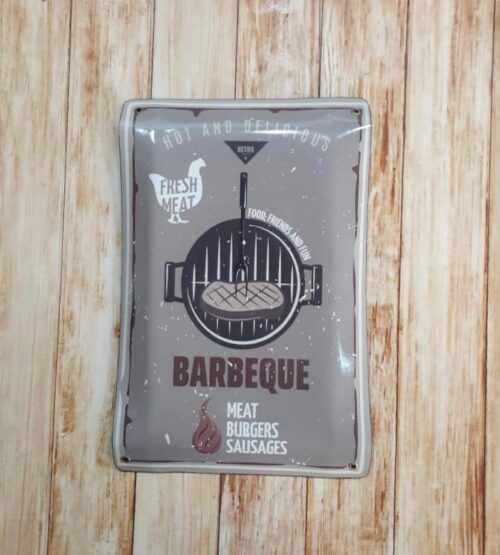 HOT AND DELICIOUS
RETRO
FRESH
MEAT
FOOD, FRIENDS AND FUN
BARBEQUE
MEAT
BURGERS
SAUSAGES